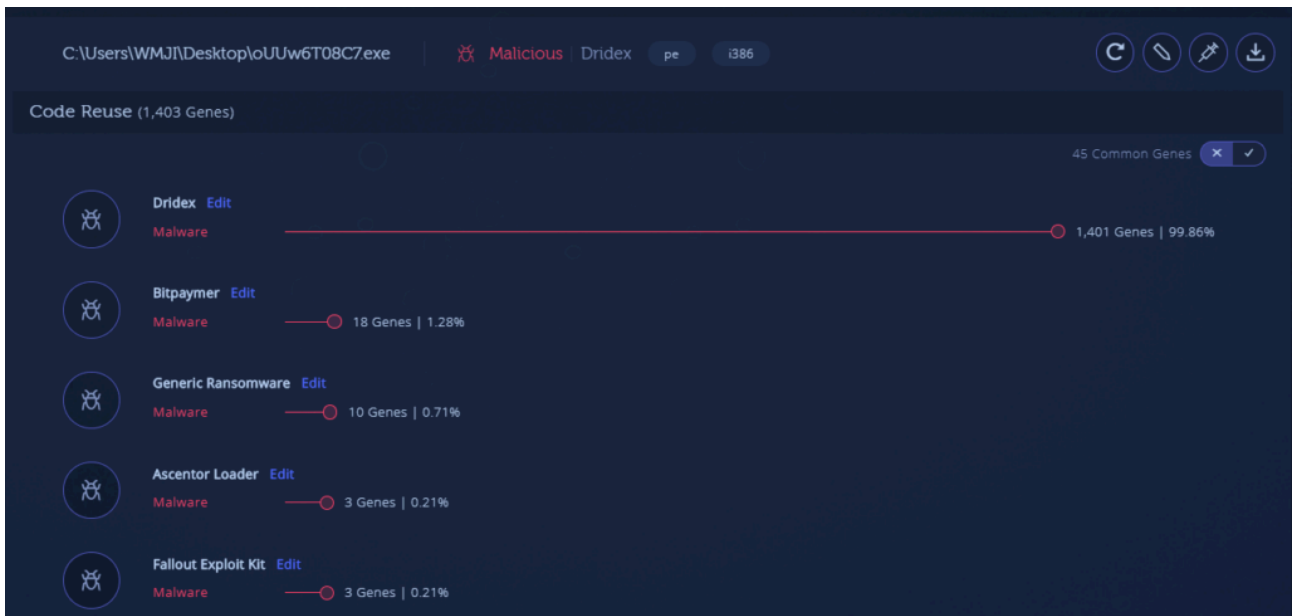 C:\Users\WMJI\Desktop\oUUw6T08C7.exe Malicious | Dridex pe i386
Code Reuse (1,403 Genes)
45 Common Genes
Dridex Edit
Malware 1,401 Genes | 99.86%
Bitpaymer Edit
Malware 18 Genes | 1.28%
Generic Ransomware Edit
Malware 10 Genes | 0.71%
Ascentor Loader Edit
Malware 3 Genes | 0.21%
Fallout Exploit Kit Edit
Malware 3 Genes | 0.21%